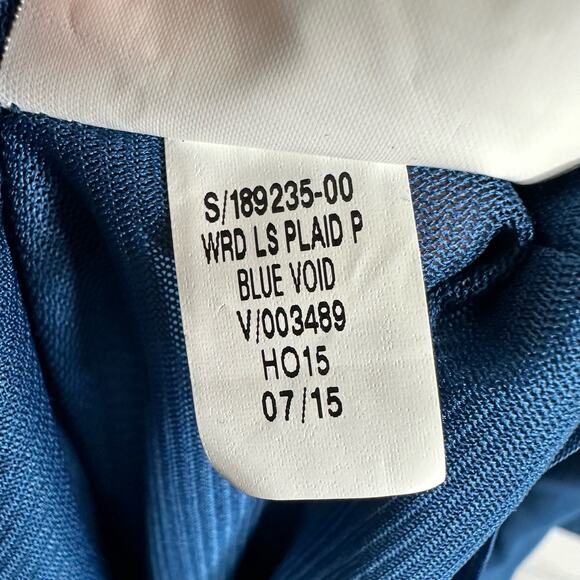 S/189235-00
WRD LS PLAID P
BLUE VOID
V/003489
HO15
07/15